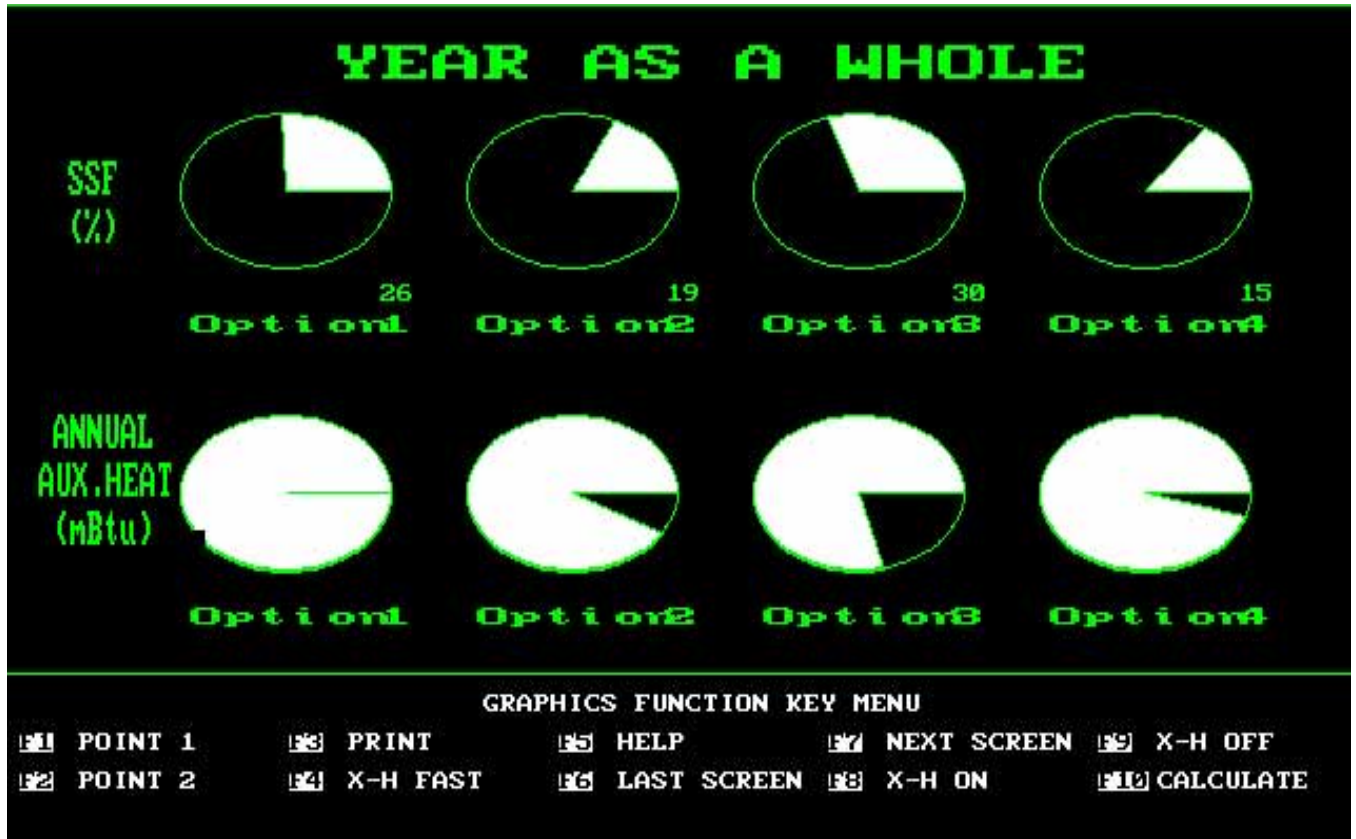 YEAR AS A WHOLE
SSF
(%)
26 19 30 15
Option1 Option2 Option3 Option4
ANNUAL
AUX.HEAT
(mBtu)
Option1 Option2 Option3 Option4
GRAPHICS FUNCTION KEY MENU
F1 POINT 1 F3 PRINT F5 HELP F7 NEXT SCREEN F9 X-H OFF
F2 POINT 2 F4 X-H FAST F6 LAST SCREEN F8 X-H ON F10 CALCULATE